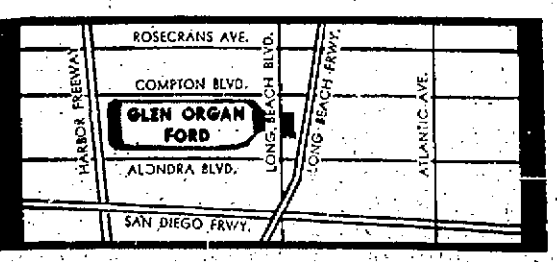 ROSECRANS AVE.
COMPTON BLVD.
GLEN ORGAN
FORD
ALONDRA BLVD.
SAN DIEGO FRWY.
HARBOR FREEWAY
LONG BEACH BLVD.
LONG BEACH FRWY.
ATLANTIC AVE.